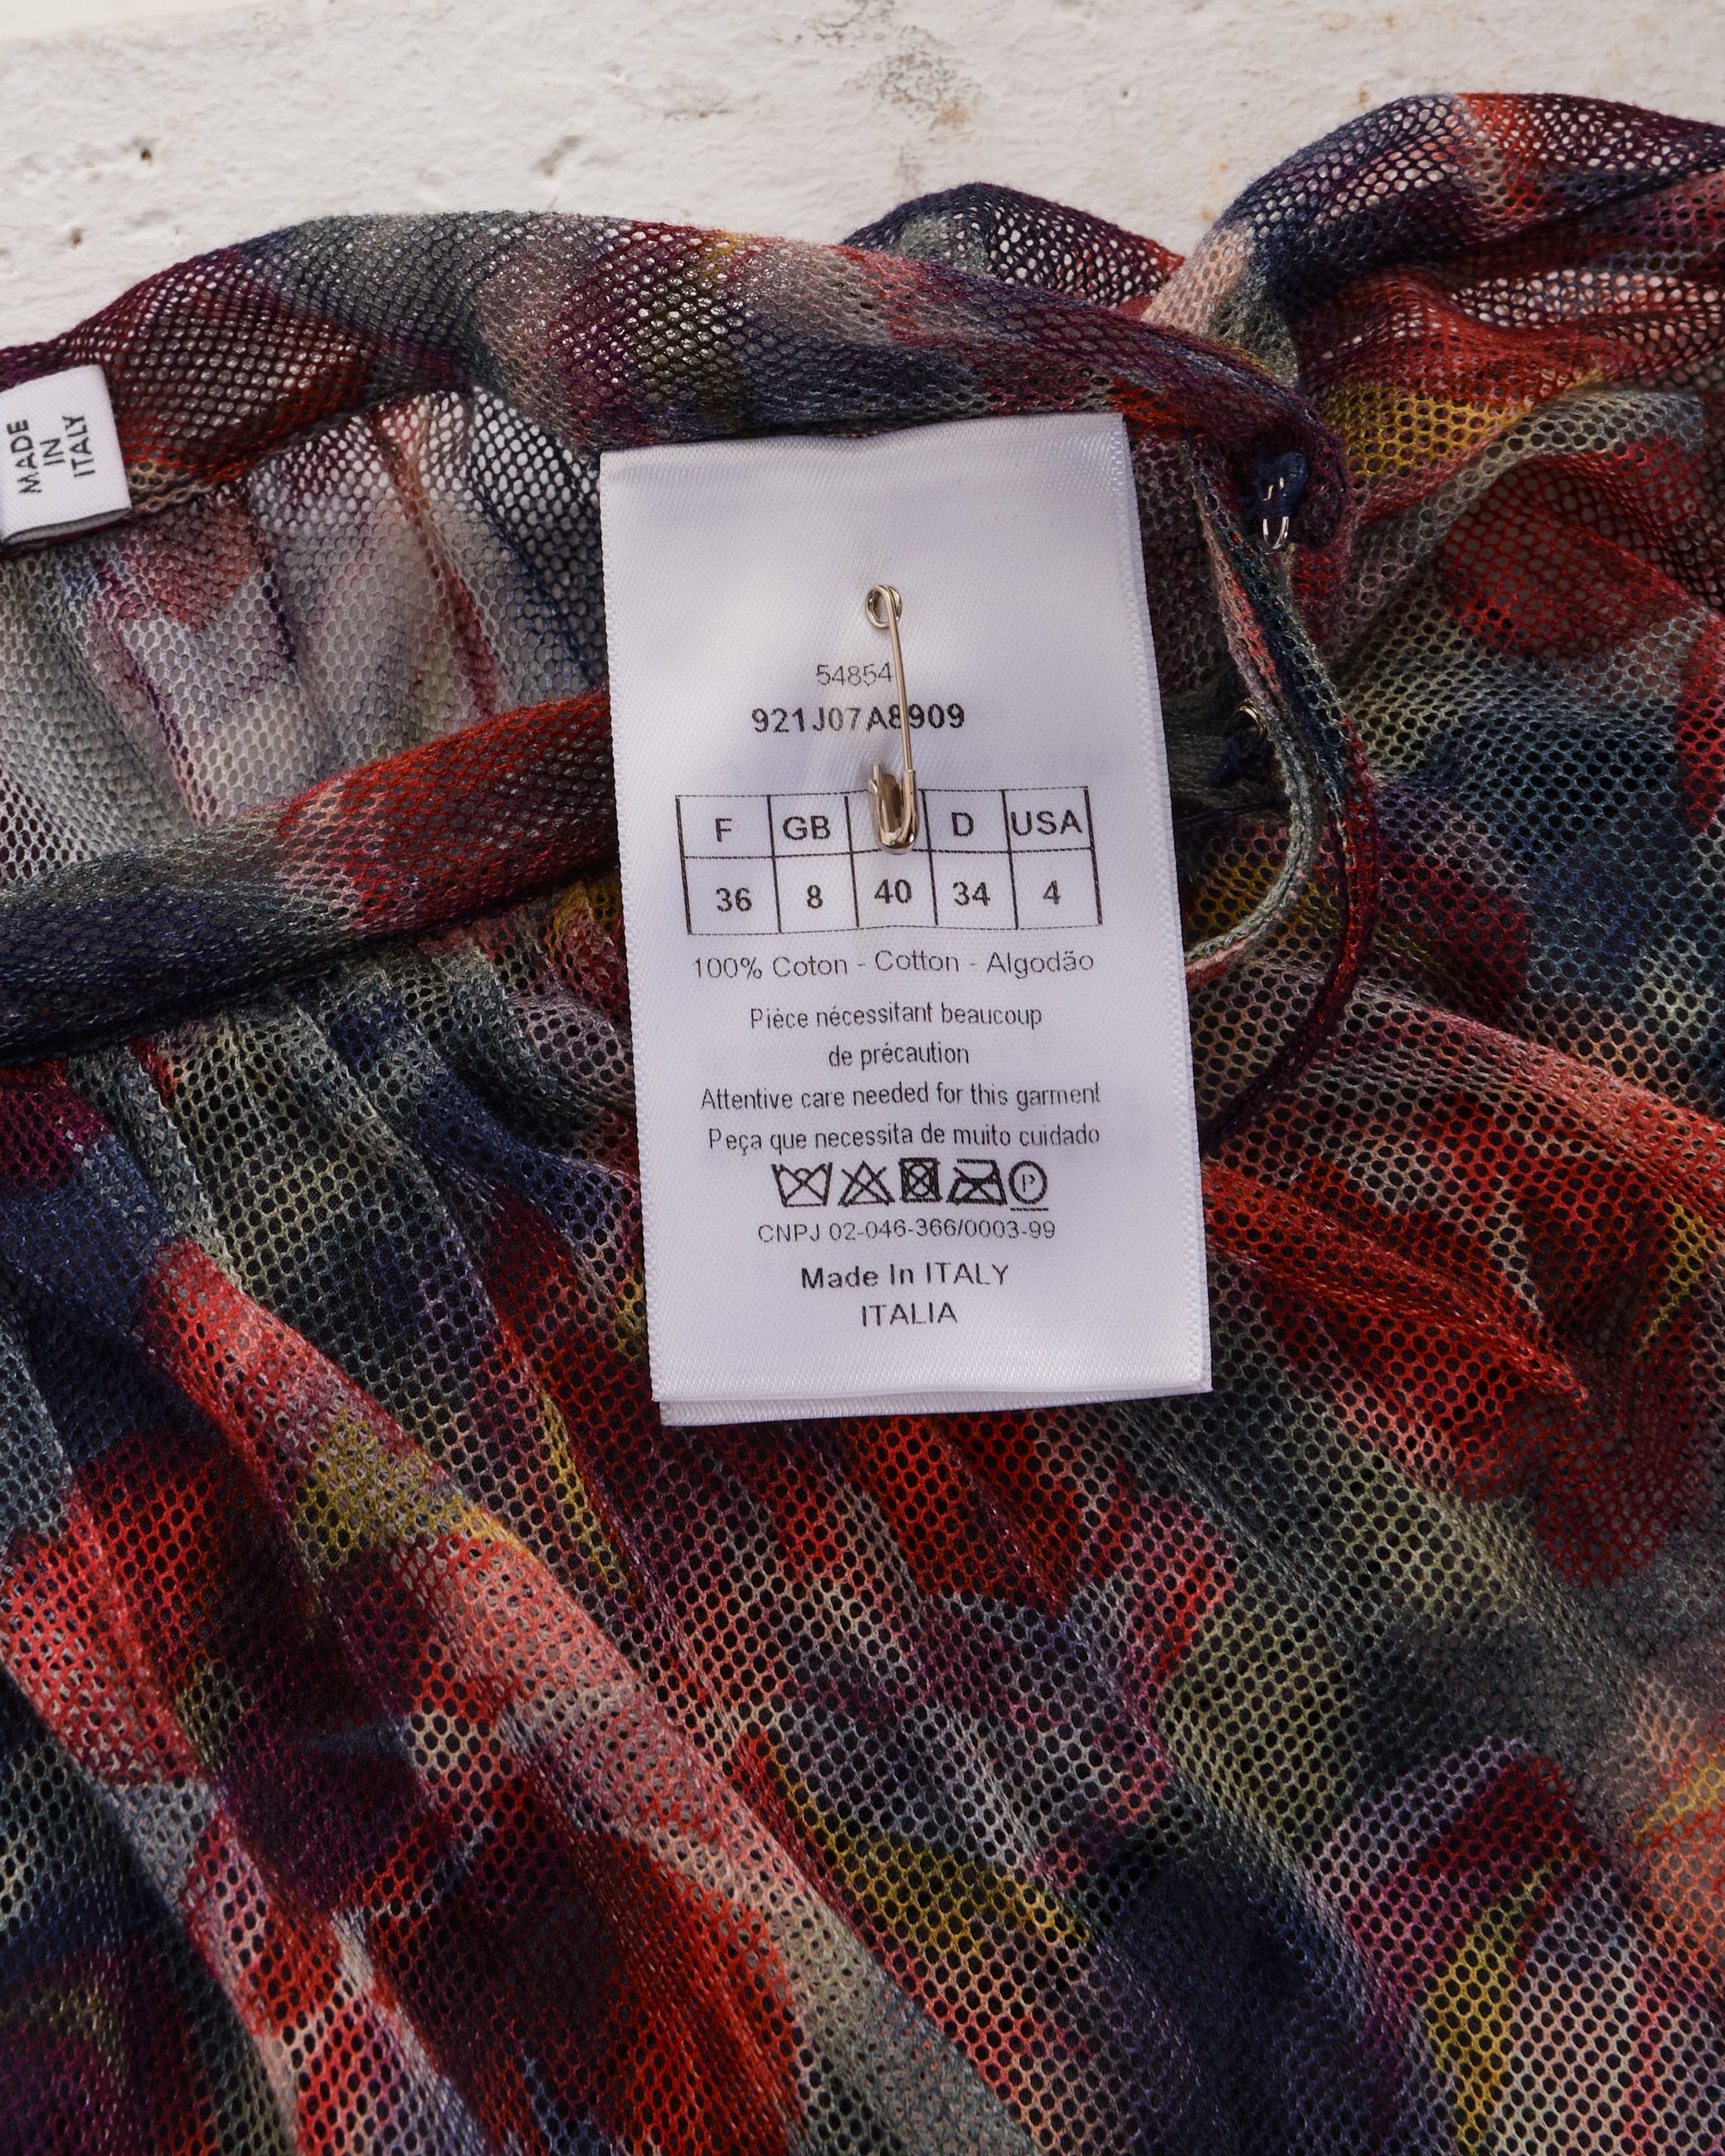 MADE
IN
ITALY
54854
921J07A8909
F GB D USA
36 8 40 34 4
100% Coton - Cotton - Algodão
Pièce nécessitant beaucoup
de précaution
Attentive care needed for this garment
Peça que necessita de muito cuidado
P
CNPJ 02-046-366/0003-99
Made In ITALY
ITALIA